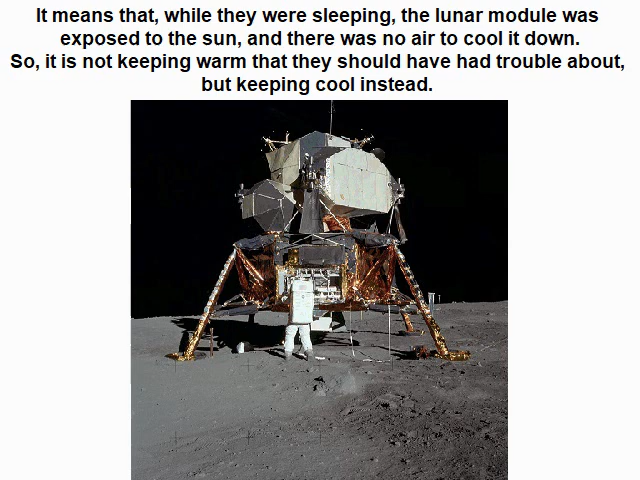 It means that, while they were sleeping, the lunar module was
exposed to the sun, and there was no air to cool it down.
So, it is not keeping warm that they should have had trouble about,
but keeping cool instead.